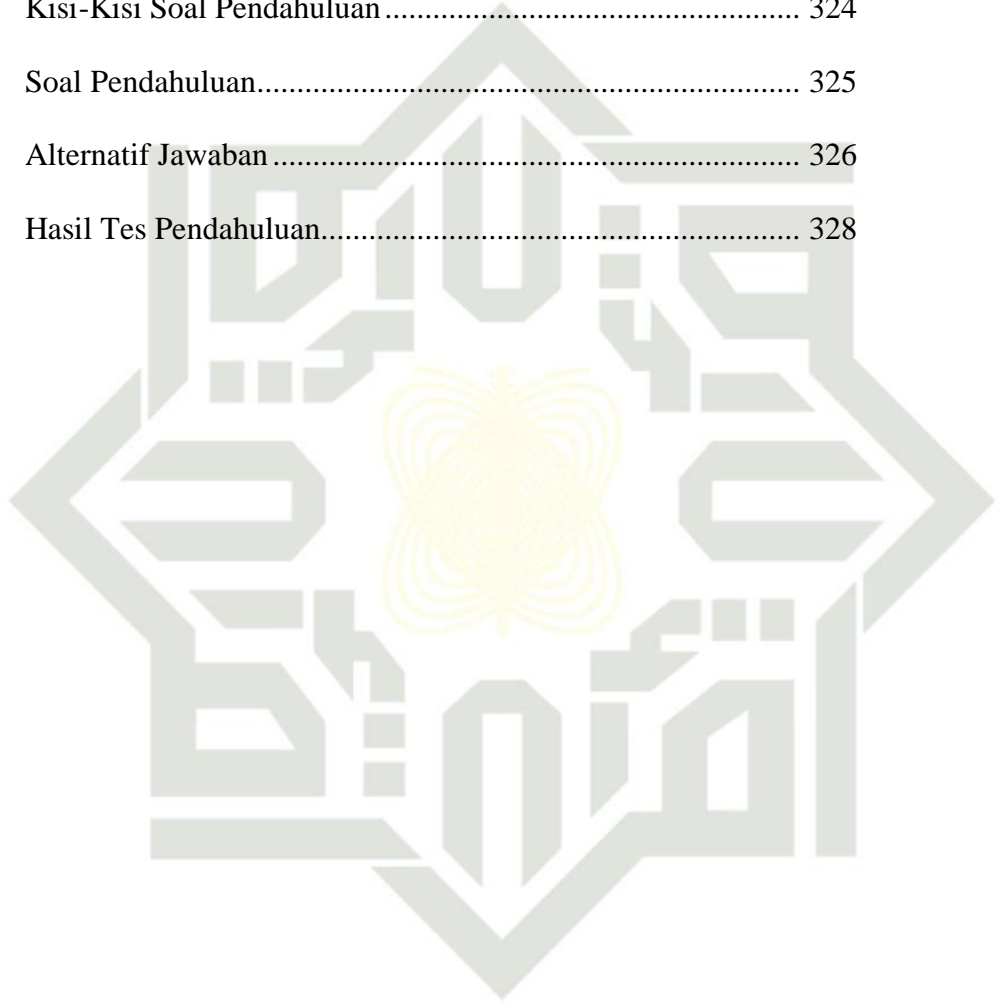 Kisi-Kisi Soal Pendahuluan.................................................... 324
Soal Pendahuluan.................................................................... 325
Alternatif Jawaban.................................................................. 326
Hasil Tes Pendahuluan............................................................ 328